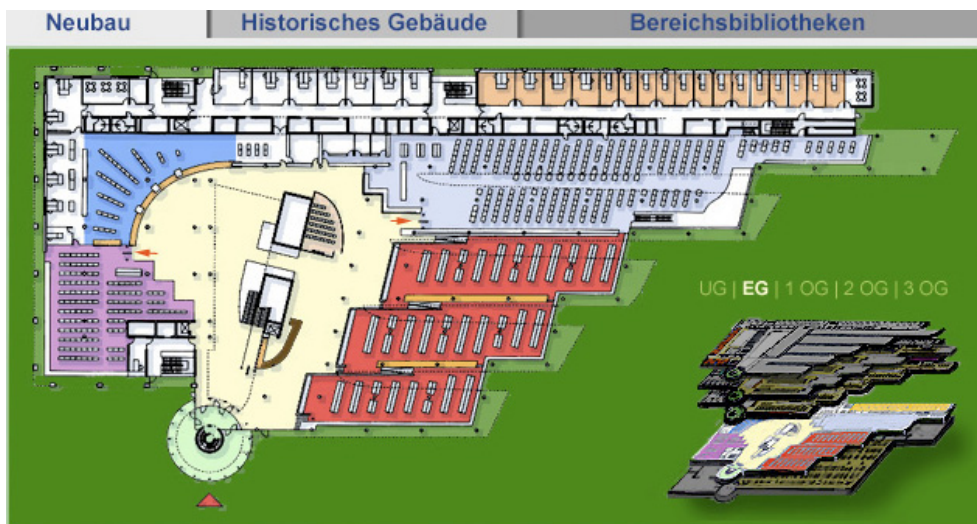 Neubau Historisches Gebäude Bereichsbibliotheken
UG | EG | 1 OG | 2 OG | 3 OG